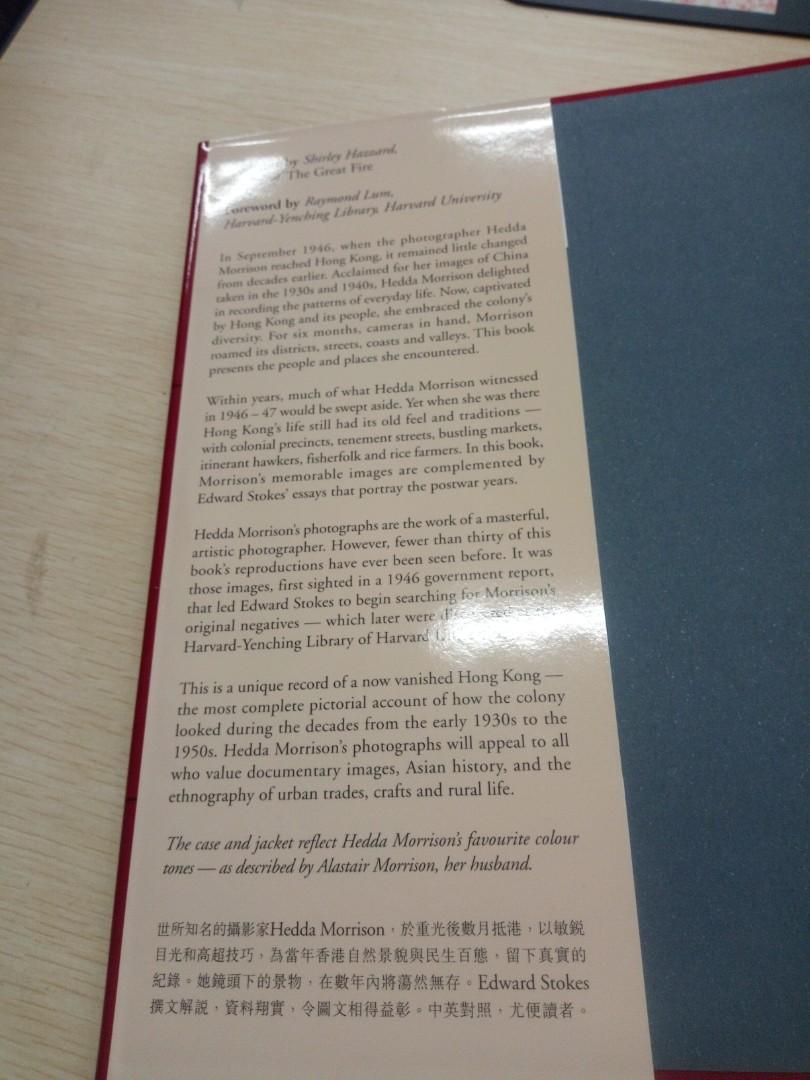 by Shirley Hazzard,
The Great Fire
Foreword by Raymond Lum,
Harvard-Yenching Library, Harvard University
In September 1946, when the photographer Hedda
Morrison reached Hong Kong, it remained little changed
from decades earlier. Acclaimed for her images of China
taken in the 1930s and 1940s, Hedda Morrison delighted
in recording the patterns of everyday life. Now, captivated
by Hong Kong and its people, she embraced the colony's
diversity. For six months, cameras in hand, Morrison
roamed its districts, streets, coasts and valleys. This book
presents the people and places she encountered.
Within years, much of what Hedda Morrison witnessed
in 1946 – 47 would be swept aside. Yet when she was there
Hong Kong's life still had its old feel and traditions —
with colonial precincts, tenement streets, bustling markets,
itinerant hawkers, fisherfolk and rice farmers. In this book,
Morrison's memorable images are complemented by
Edward Stokes' essays that portray the postwar years.
Hedda Morrison's photographs are the work of a masterful,
artistic photographer. However, fewer than thirty of this
book's reproductions have ever been seen before. It was
those images, first sighted in a 1946 government report,
that led Edward Stokes to begin searching for Morrison's
original negatives — which later were
Harvard-Yenching Library of Harvard
This is a unique record of a now vanished Hong Kong —
the most complete pictorial account of how the colony
looked during the decades from the early 1930s to the
1950s. Hedda Morrison's photographs will appeal to all
who value documentary images, Asian history, and the
ethnography of urban trades, crafts and rural life.
The case and jacket reflect Hedda Morrison's favourite colour
tones — as described by Alastair Morrison, her husband.
世所知名的攝影家Hedda Morrison，於重光後數月抵港，以敏銳
目光和高超技巧，為當年香港自然景貌與民生百態，留下真實的
紀錄。她鏡頭下的景物，在數年內將蕩然無存。Edward Stokes
撰文解説，資料翔實，令圖文相得益彰。中英對照，尤便讀者。